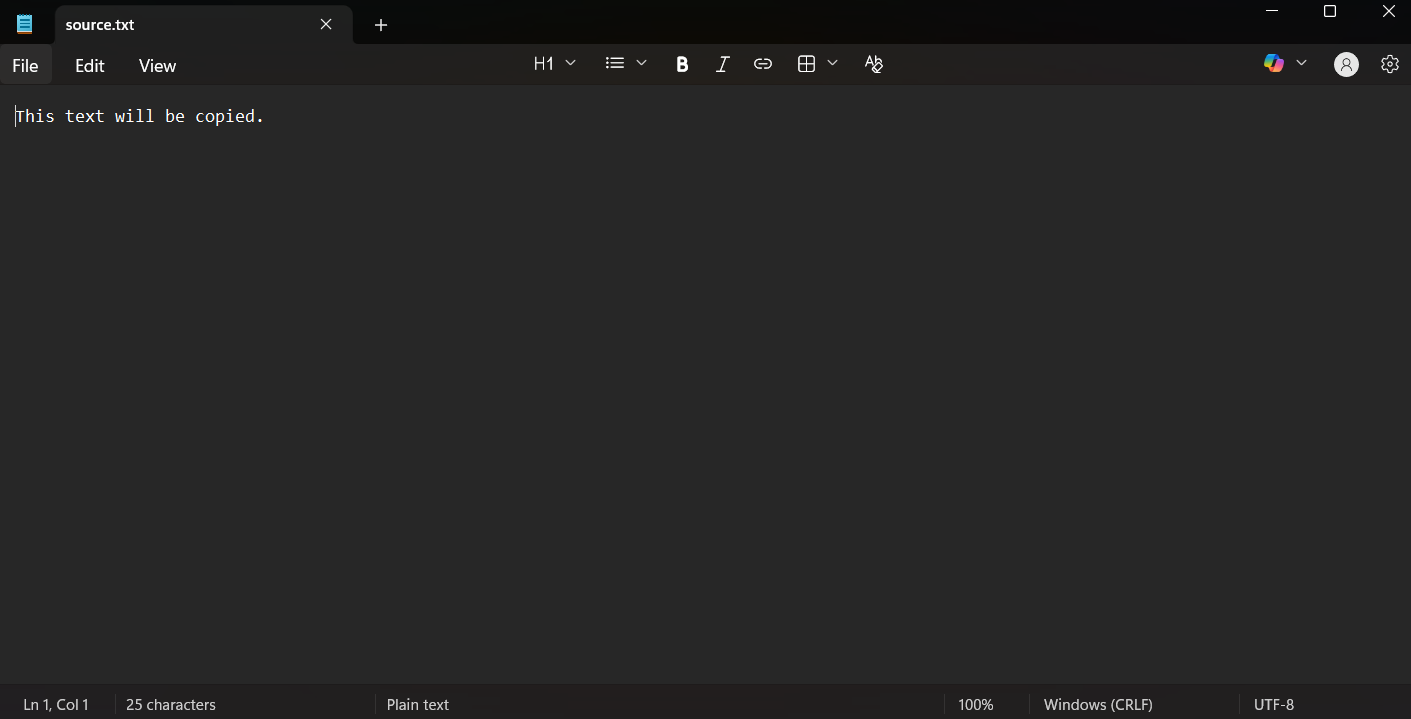 source.txt
File Edit View H1 B I
This text will be copied.
Ln 1, Col 1 25 characters Plain text 100% Windows (CRLF) UTF-8